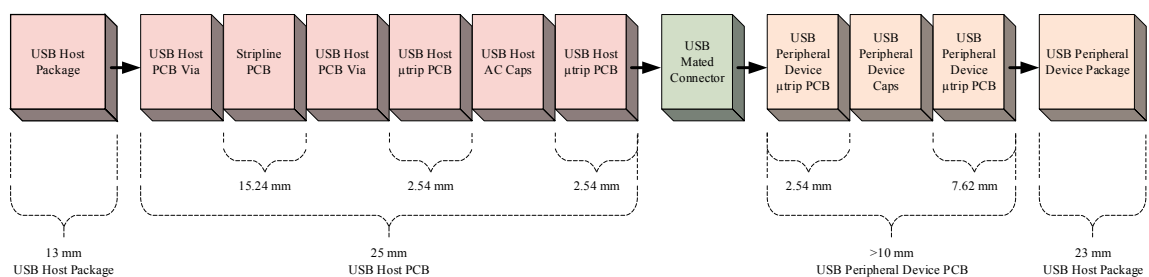 USB Host
Package
USB Host
PCB Via
Stripline
PCB
USB Host
PCB Via
USB Host
µtrip PCB
USB Host
AC Caps
USB Host
µtrip PCB
USB
Mated
Connector
USB
Peripheral
Device
µtrip PCB
USB
Peripheral
Device
Caps
USB
Peripheral
Device
µtrip PCB
USB Peripheral
Device Package
15.24 mm
2.54 mm
2.54 mm
2.54 mm
7.62 mm
13 mm
USB Host Package
25 mm
USB Host PCB
>10 mm
USB Peripheral Device PCB
23 mm
USB Host Package